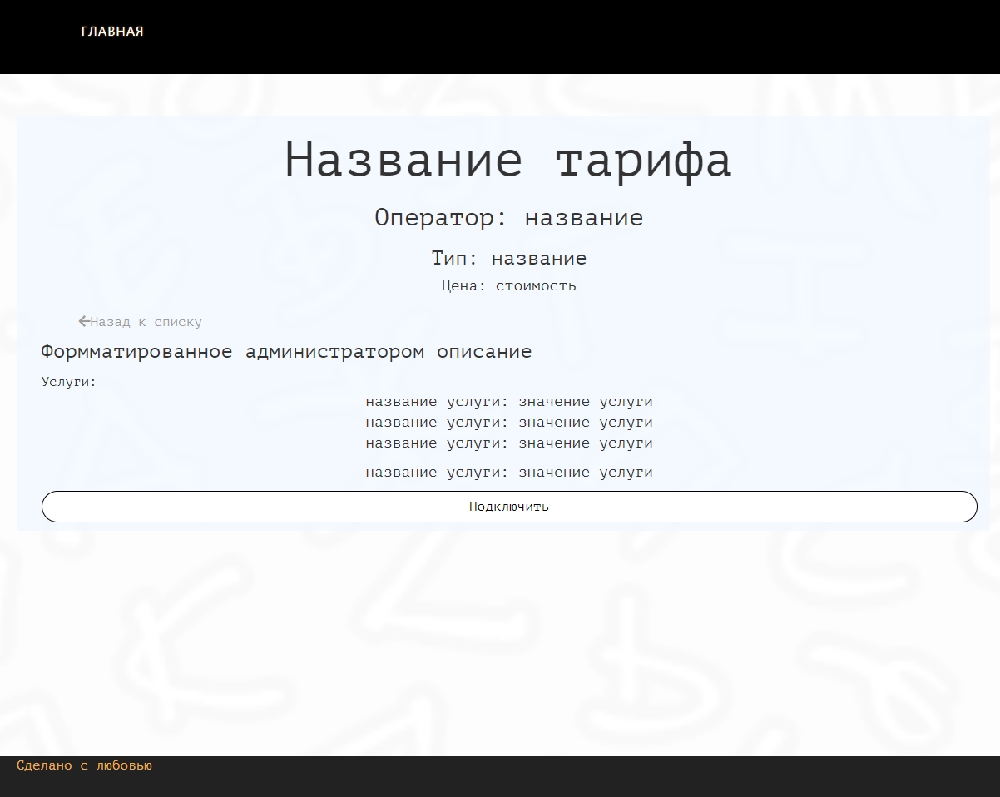 ГЛАВНАЯ
Название тарифа
Оператор: название
Тип: название
Цена: стоимость
Назад к списку
Формматированное администратором описание
Услуги:
название услуги: значение услуги
название услуги: значение услуги
название услуги: значение услуги
название услуги: значение услуги
Подключить
Сделано с любовью